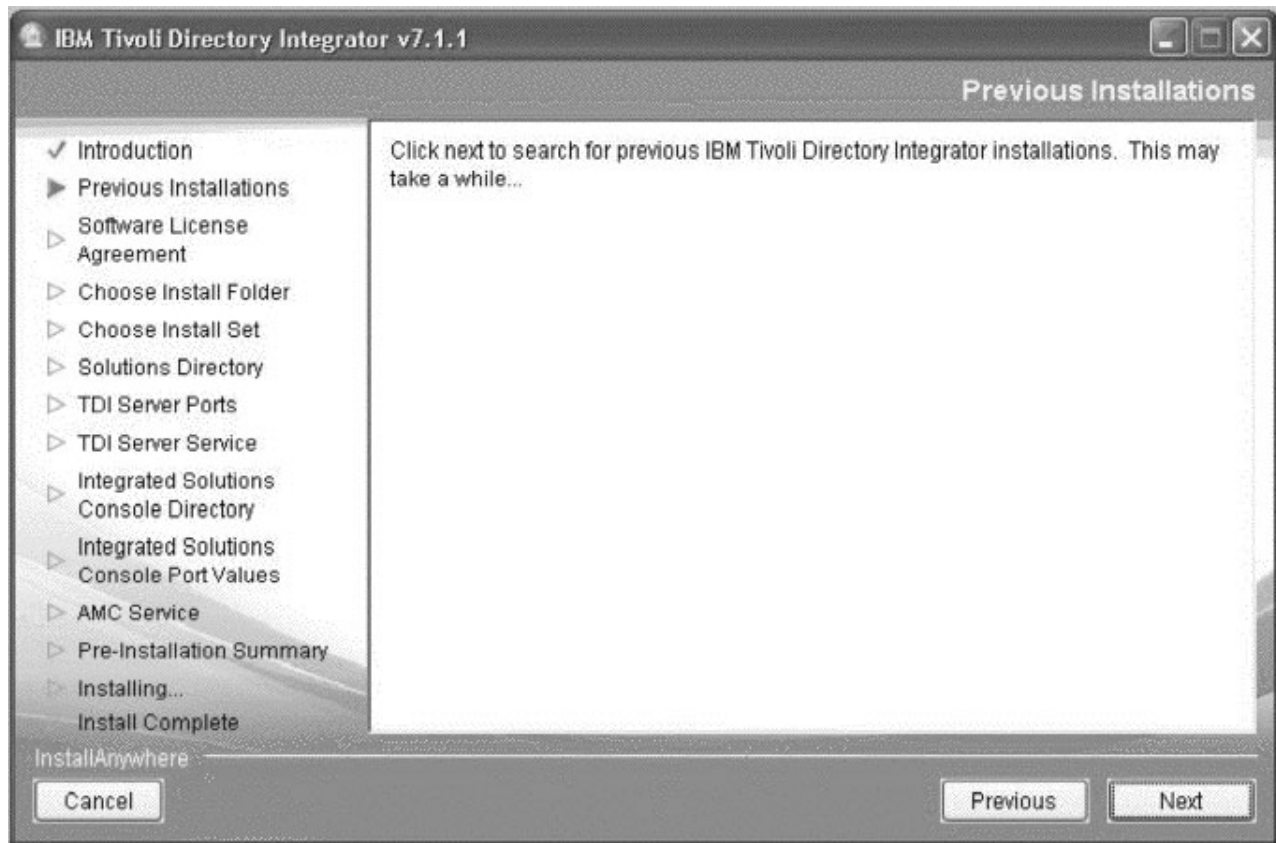 IBM Tivoli Directory Integrator v7.1.1
Previous Installations
Introduction
Previous Installations
Software License
Agreement
Choose Install Folder
Choose Install Set
Solutions Directory
TDI Server Ports
TDI Server Service
Integrated Solutions
Console Directory
Integrated Solutions
Console Port Values
AMC Service
Pre-Installation Summary
Installing...
Install Complete
Click next to search for previous IBM Tivoli Directory Integrator installations. This may
take a while...
InstallAnywhere
Cancel
Previous
Next